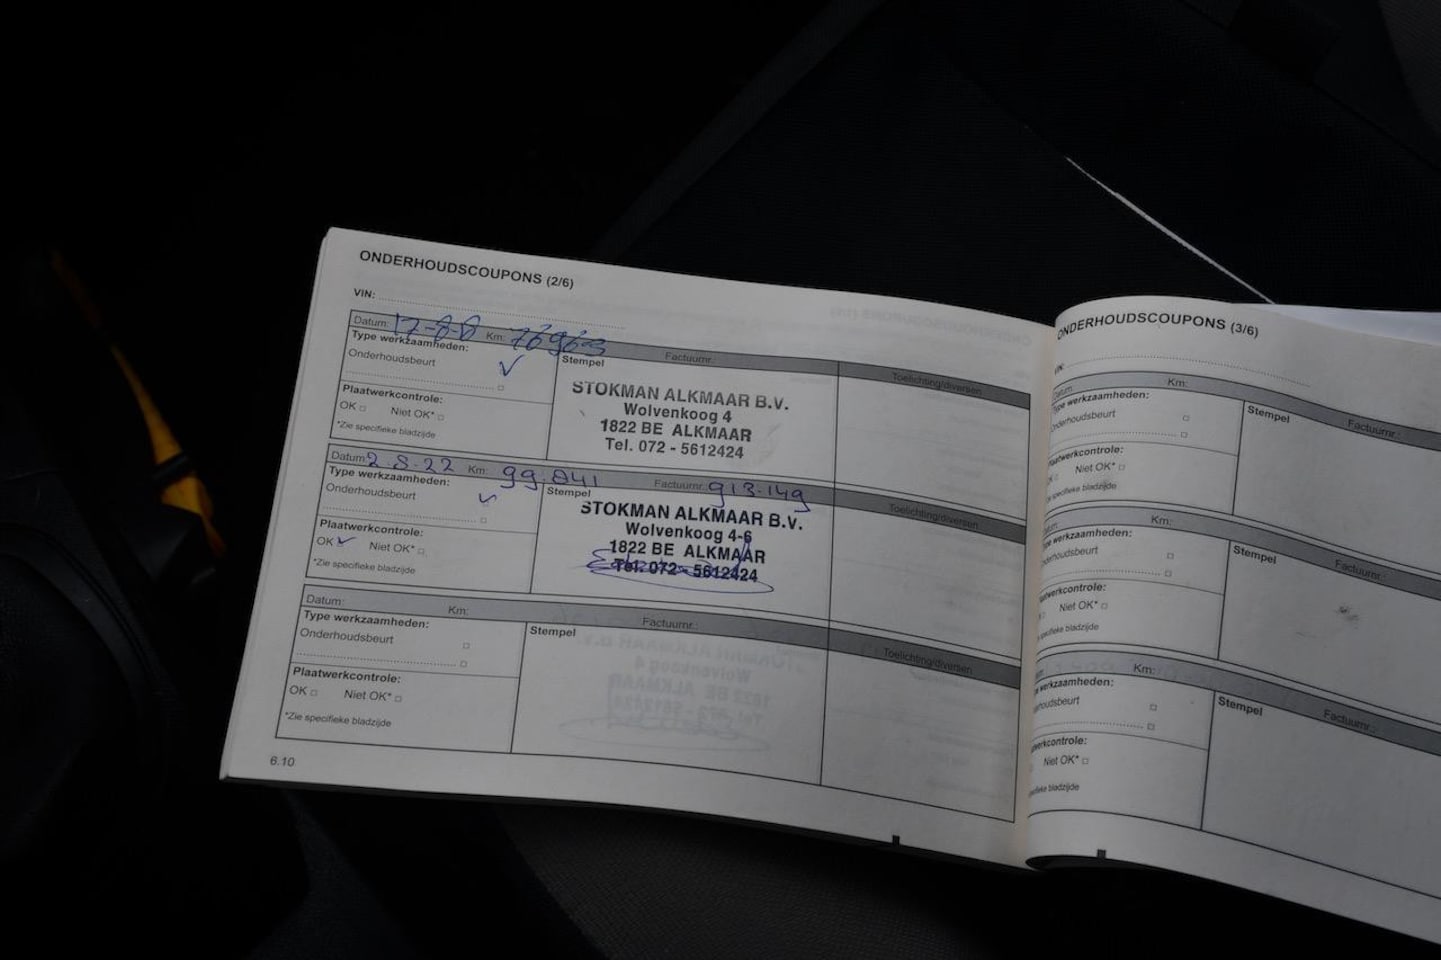 ONDERHOUDSCOUPONS (2/6)
VIN:
Datum: Km: Factuurnr.: Toelichting/diversen
Type werkzaamheden:
Onderhoudsbeurt
Stempel
STOKMAN ALKMAAR B.V.
Wolvenkoog 4
1822 BE ALKMAAR
Tel. 072 - 5612424
Plaatwerkcontrole:
OK Niet OK*
*Zie specifieke bladzijde
Datum: 2.8.22 Km: 99.841 Factuurnr. 913.149 Toelichting/diversen
Type werkzaamheden:
Onderhoudsbeurt
Stempel
STOKMAN ALKMAAR B.V.
Wolvenkoog 4-6
1822 BE ALKMAAR
Tel. 072 - 5612424
Plaatwerkcontrole:
OK Niet OK*
*Zie specifieke bladzijde
Datum: Km: Factuurnr.: Toelichting/diversen
Type werkzaamheden:
Onderhoudsbeurt
Stempel
Plaatwerkcontrole:
OK Niet OK*
*Zie specifieke bladzijde
6.10
ONDERHOUDSCOUPONS (3/6)
VIN:
Datum: Km: Factuurnr.:
Type werkzaamheden:
Onderhoudsbeurt
Stempel
Niet OK*
Km: Factuurnr.:
Stempel
Niet OK*
Km: Factuurnr.:
Stempel
Niet OK*